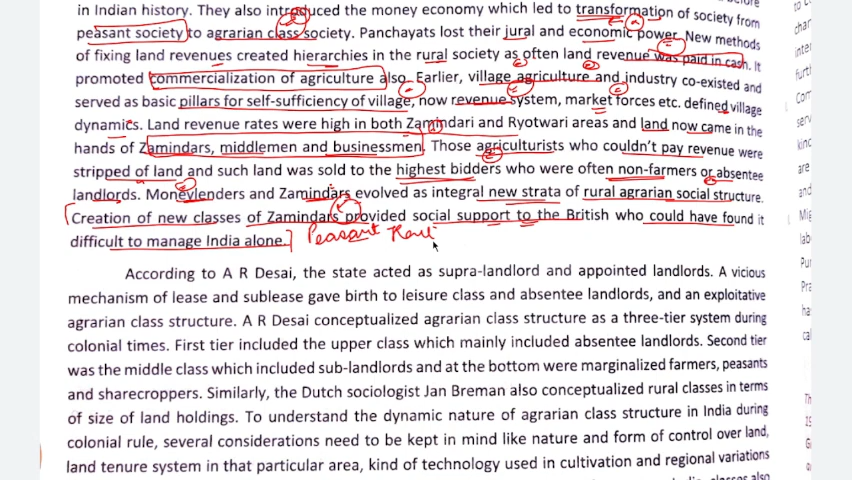 in Indian history. They also introduced the money economy which led to transformation of society from
peasant society to agrarian class society. Panchayats lost their jural and economic power. New methods
of fixing land revenues created hierarchies in the rural society as often land revenue was paid in cash. It
promoted commercialization of agriculture also. Earlier, village agriculture and industry co-existed and
served as basic pillars for self-sufficiency of village, now revenue system, market forces etc. defined village
dynamics. Land revenue rates were high in both Zamindari and Ryotwari areas and land now came in the
hands of Zamindars, middlemen and businessmen. Those agriculturists who couldn't pay revenue were
stripped of land and such land was sold to the highest bidders who were often non-farmers or absentee
landlords. Moneylenders and Zamindars evolved as integral new strata of rural agrarian social structure.
Creation of new classes of Zamindars provided social support to the British who could have found it
difficult to manage India alone. Peasant
According to A R Desai, the state acted as supra-landlord and appointed landlords. A vicious
mechanism of lease and sublease gave birth to leisure class and absentee landlords, and an exploitative
agrarian class structure. A R Desai conceptualized agrarian class structure as a three-tier system during
colonial times. First tier included the upper class which mainly included absentee landlords. Second tier
was the middle class which included sub-landlords and at the bottom were marginalized farmers, peasants
and sharecroppers. Similarly, the Dutch sociologist Jan Breman also conceptualized rural classes in terms
of size of land holdings. To understand the dynamic nature of agrarian class structure in India during
colonial rule, several considerations need to be kept in mind like nature and form of control over land,
land tenure system in that particular area, kind of technology used in cultivation and regional variations